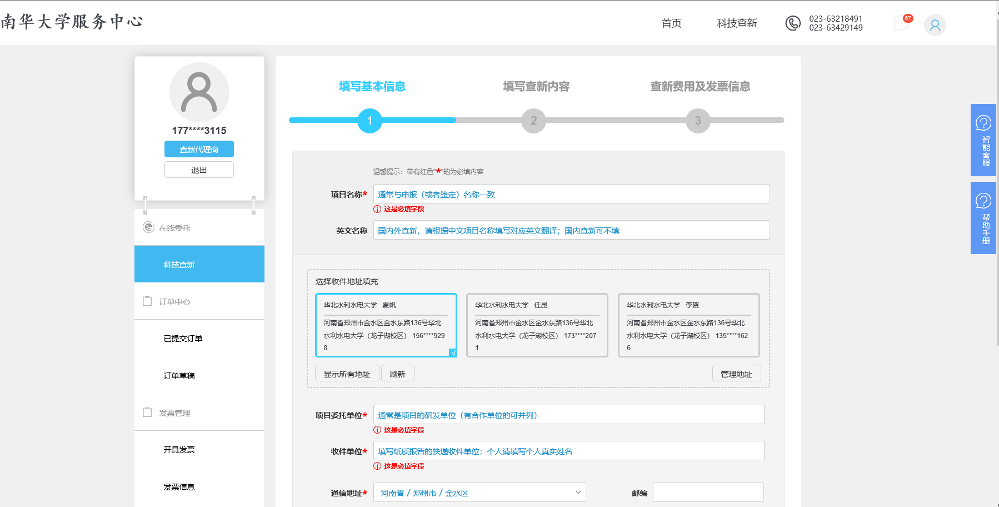 南华大学服务中心
首页
科技查新
023-63218491
023-63429149
67
177****3115
查新代理商
退出
在线委托
科技查新
订单中心
已提交订单
订单草稿
发票管理
开具发票
发票信息
填写基本信息
填写查新内容
查新费用及发票信息
1
2
3
温馨提示：带有红色"*"的为必填内容
项目名称*
通常与申报（或者鉴定）名称一致
这是必填字段
英文名称
国内外查新，请根据中文项目名称填写对应英文翻译；国内查新可不填
选择收件地址填充
华北水利水电大学 夏帆
河南省郑州市金水区金水东路136号华北
水利水电大学（龙子湖校区） 156****929
8
√
华北水利水电大学 任昆
河南省郑州市金水区金水东路136号华北
水利水电大学（龙子湖校区） 173****207
1
华北水利水电大学 李贺
河南省郑州市金水区金水东路136号华北
水利水电大学（龙子湖校区） 135****162
6
显示所有地址
刷新
管理地址
项目委托单位*
通常是项目的研发单位（有合作单位的可并列）
这是必填字段
收件单位*
填写纸质报告的快递收件单位；个人请填写个人真实姓名
这是必填字段
通信地址*
河南省 / 郑州市 / 金水区
邮编
智能客服
帮助手册